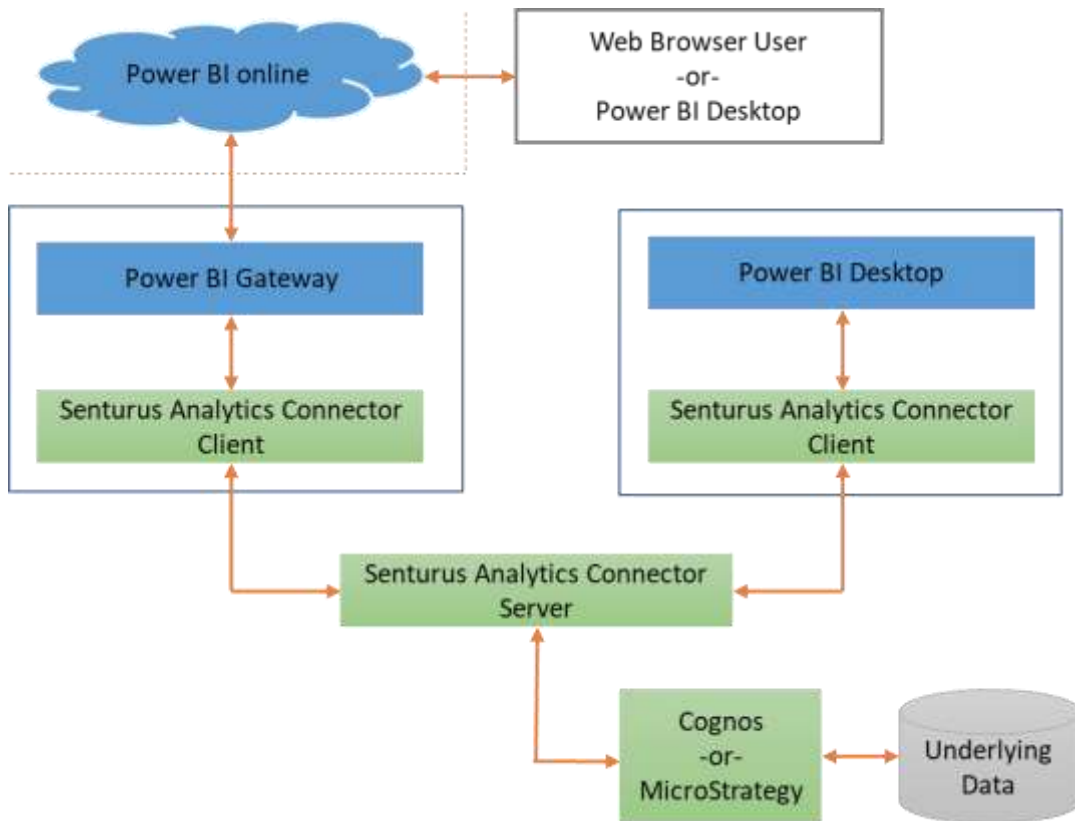 Power BI online
Web Browser User
-or-
Power BI Desktop
Power BI Gateway
Power BI Desktop
Senturus Analytics Connector
Client
Senturus Analytics Connector
Client
Senturus Analytics Connector
Server
Cognos
-or-
MicroStrategy
Underlying
Data